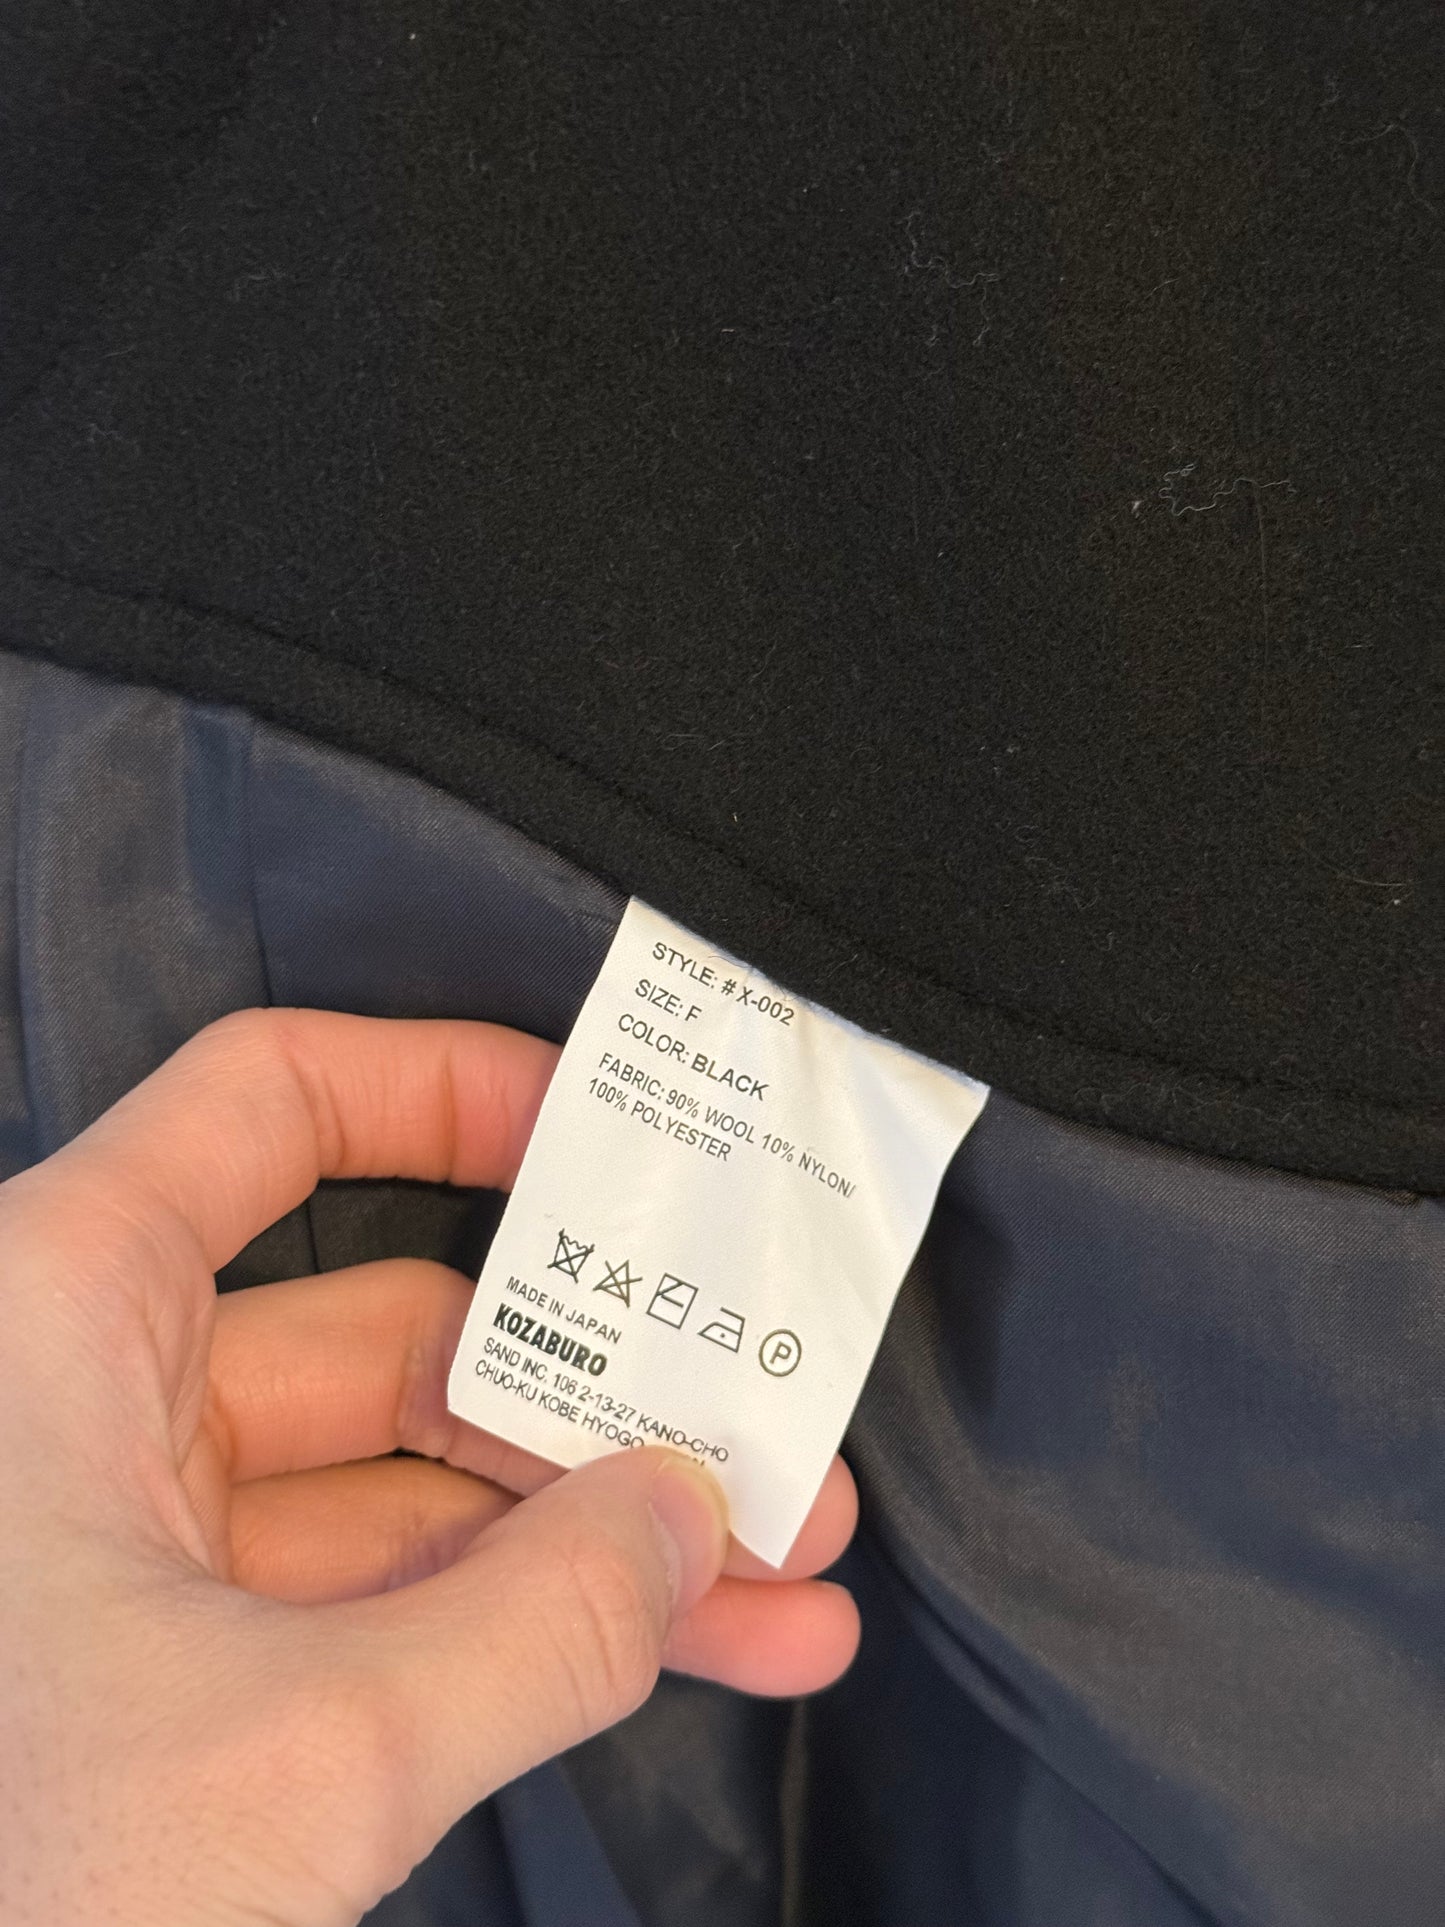 STYLE: # X-002
SIZE: F
COLOR: BLACK
FABRIC: 90% WOOL 10% NYLON/
100% POLYESTER
P
MADE IN JAPAN
KOZABURO
SAND INC. 106 2-13-27 KANO-CHO
CHUO-KU KOBE HYOGO